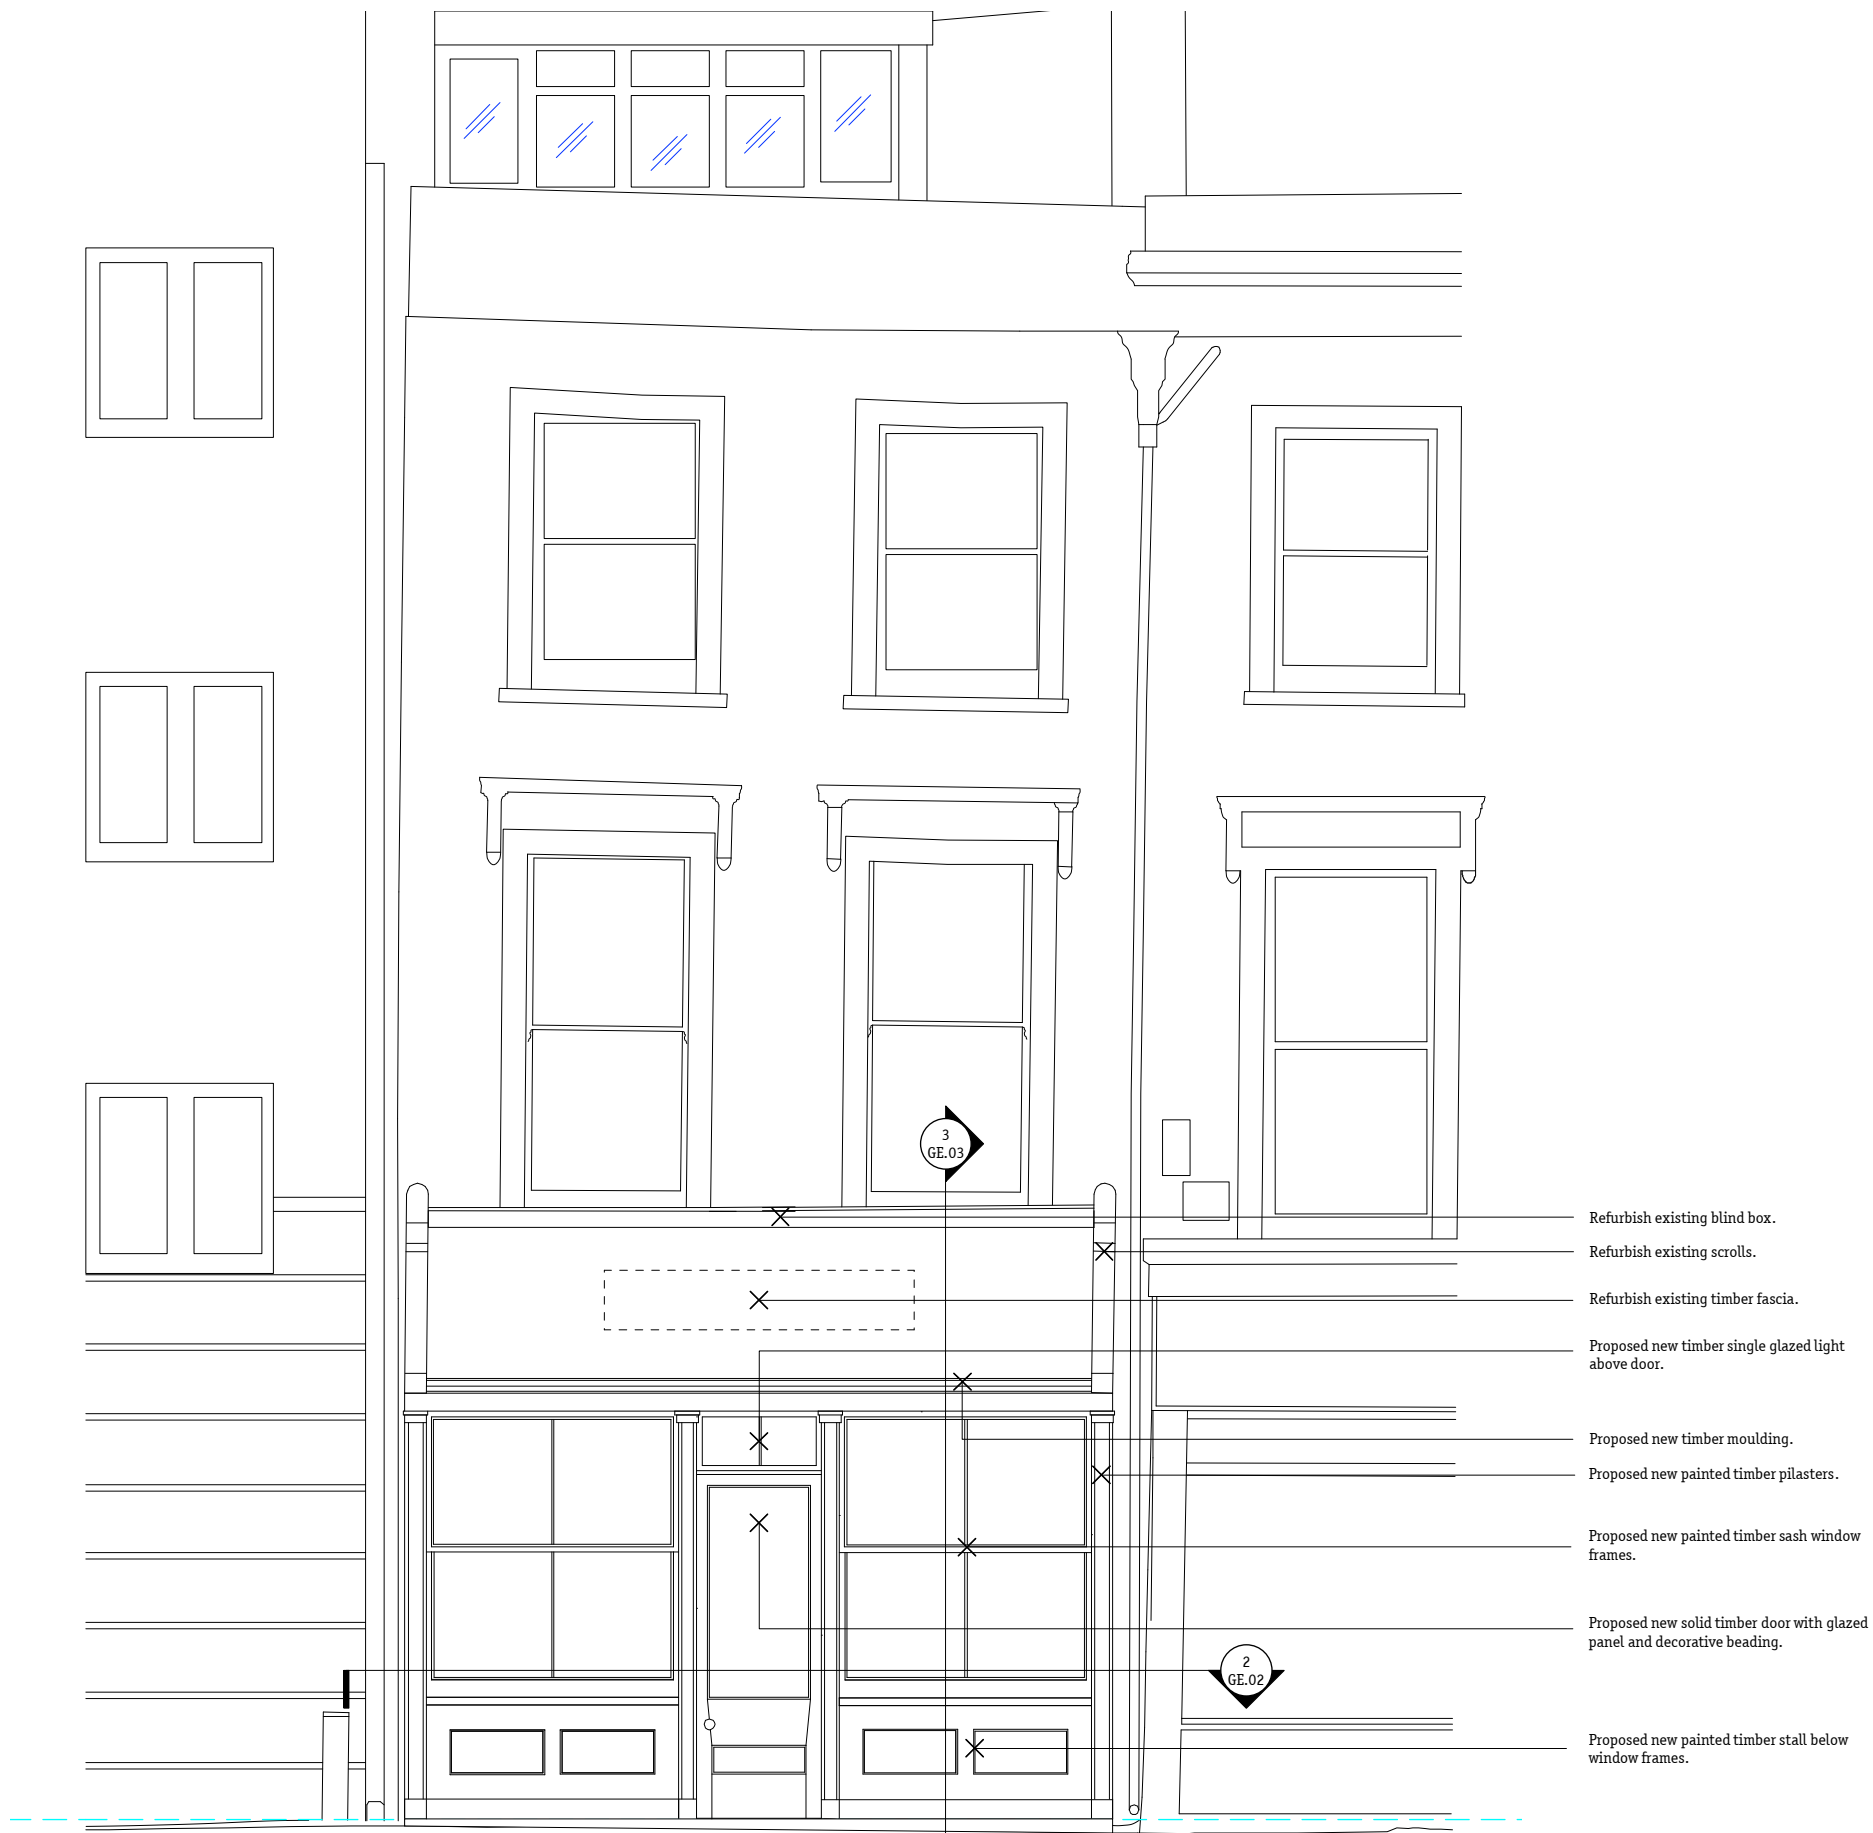 3
GE.03
Refurbish existing blind box.
Refurbish existing scrolls.
Refurbish existing timber fascia.
Proposed new timber single glazed light
above door.
Proposed new timber moulding.
Proposed new painted timber pilasters.
Proposed new painted timber sash window
frames.
Proposed new solid timber door with glazed
panel and decorative beading.
2
GE.02
Proposed new painted timber stall below
window frames.